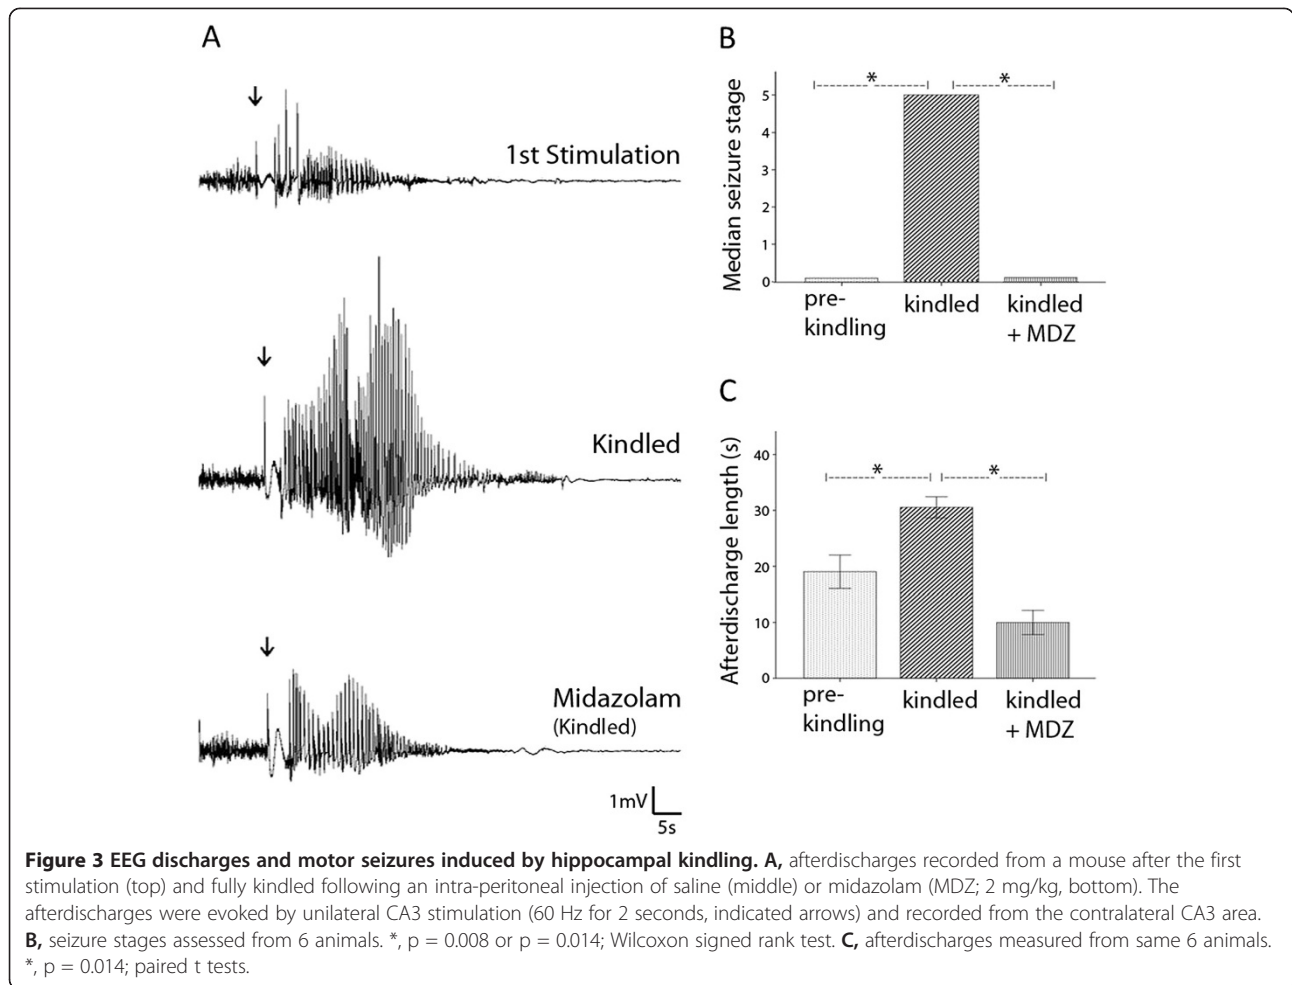 A
1st Stimulation
Kindled
Midazolam
(Kindled)
1mV
5s
B
Median seizure stage
5
4
3
2
1
0
*
*
pre-
kindling
kindled
kindled
+ MDZ
C
Afterdischarge length (s)
40
30
20
10
0
*
*
pre-
kindling
kindled
kindled
+ MDZ
Figure 3 EEG discharges and motor seizures induced by hippocampal kindling. A, afterdischarges recorded from a mouse after the first
stimulation (top) and fully kindled following an intra-peritoneal injection of saline (middle) or midazolam (MDZ; 2 mg/kg, bottom). The
afterdischarges were evoked by unilateral CA3 stimulation (60 Hz for 2 seconds, indicated arrows) and recorded from the contralateral CA3 area.
B, seizure stages assessed from 6 animals. *, p = 0.008 or p = 0.014; Wilcoxon signed rank test. C, afterdischarges measured from same 6 animals.
*, p = 0.014; paired t tests.